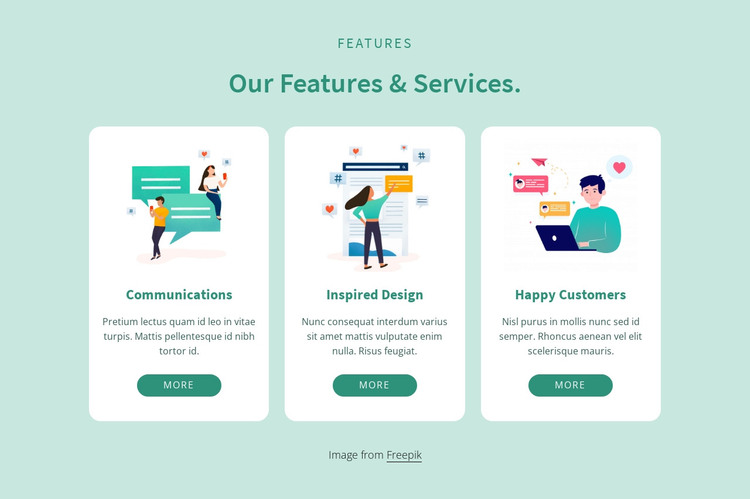 FEATURES
Our Features & Services.
Communications
Pretium lectus quam id leo in vitae
turpis. Mattis pellentesque id nibh
tortor id.
MORE
Inspired Design
Nunc consequat interdum varius
sit amet mattis vulputate enim
nulla. Risus feugiat.
MORE
Happy Customers
Nisl purus in mollis nunc sed id
semper. Rhoncus aenean vel elit
scelerisque mauris.
MORE
Image from Freepik